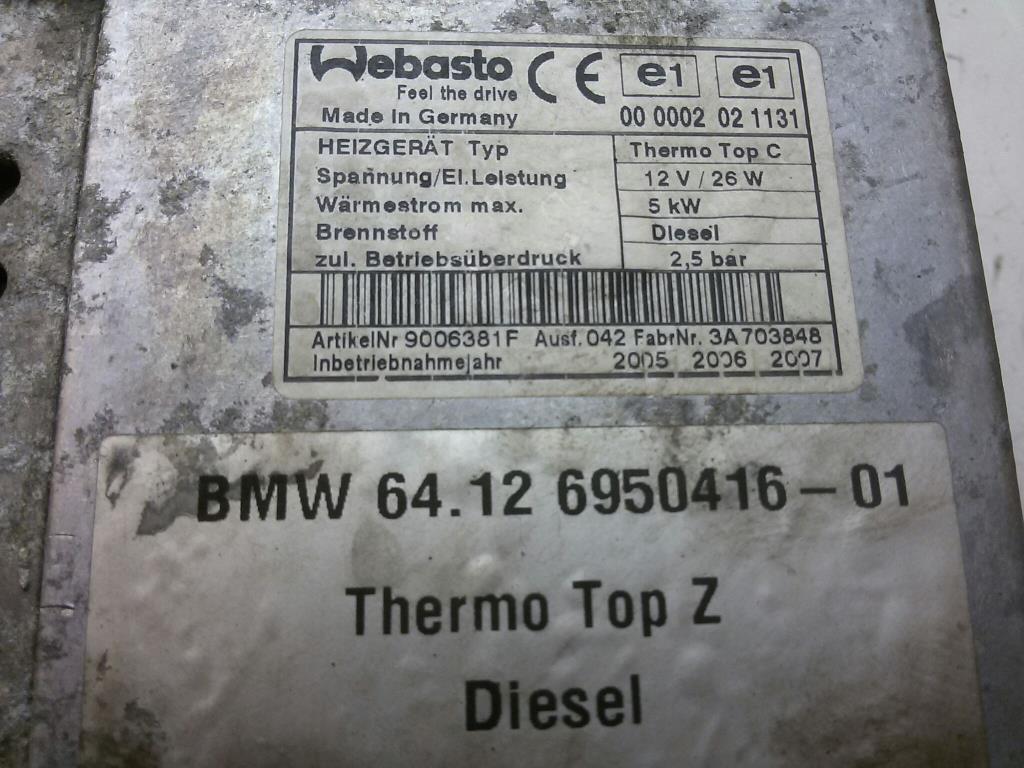 Webasto CE e1 e1
Feel the drive
Made In Germany 00 0002 02 1131
HEIZGERÄT Typ Thermo Top C
Spannung/El.Leistung 12 V / 26 W
Wärmestrom max. 5 kW
Brennstoff Diesel
zul. Betriebsüberdruck 2,5 bar
ArtikelNr 9006381F Ausf.042 FabrNr. 3A703848
Inbetriebnahmejahr 2005 2006 2007
BMW 64.12 6950416-01
Thermo Top Z
Diesel